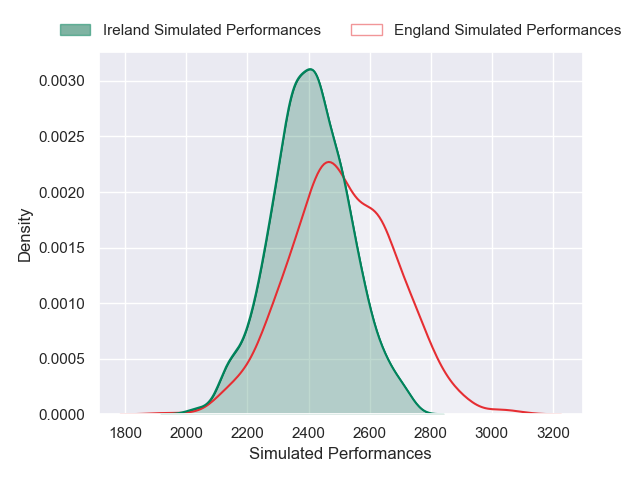 Ireland Simulated Performances England Simulated Performances
0.0030
0.0025
0.0020
0.0015
0.0010
0.0005
0.0000
Density
1800 2000 2200 2400 2600 2800 3000 3200
Simulated Performances